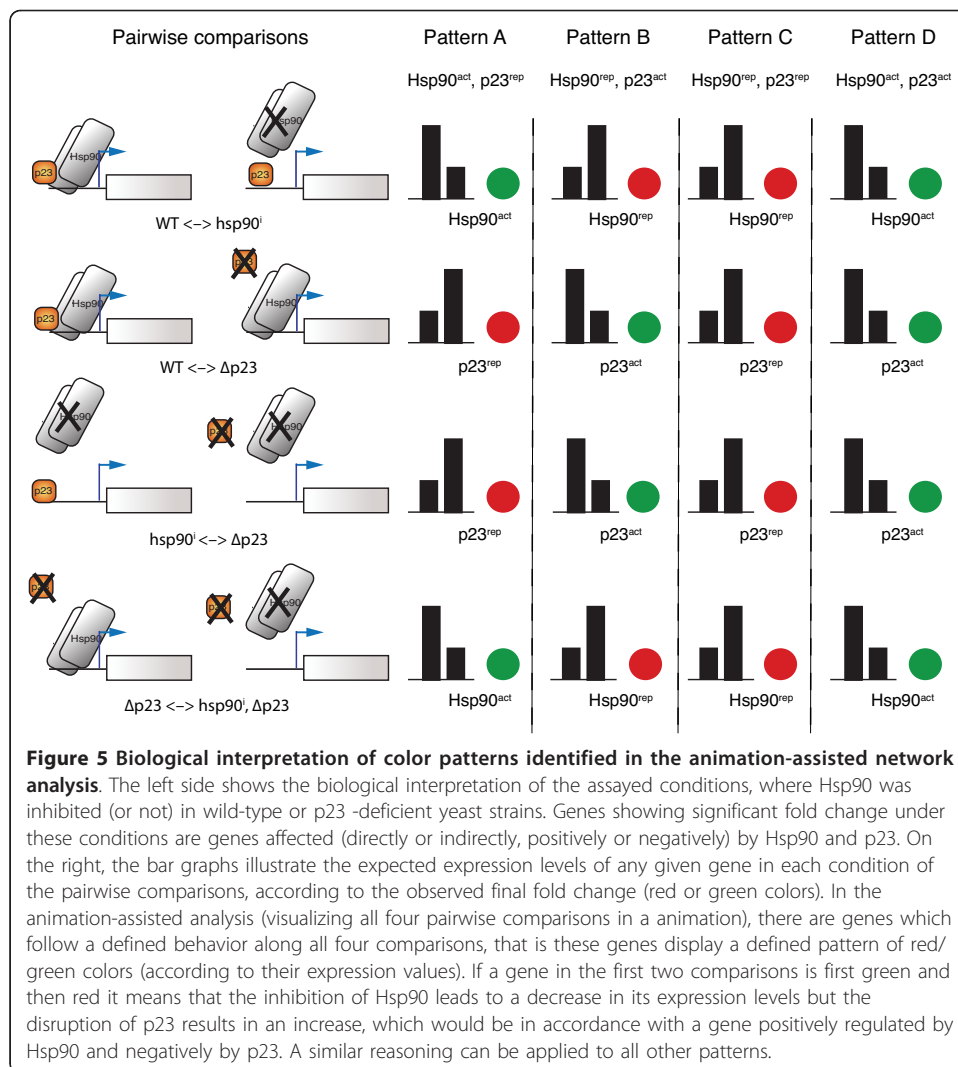 Pairwise comparisons Pattern A Pattern B Pattern C Pattern D
Hsp90ᵃᶜᵗ, p23ʳᵉᵖ Hsp90ʳᵉᵖ, p23ᵃᶜᵗ Hsp90ʳᵉᵖ, p23ʳᵉᵖ Hsp90ᵃᶜᵗ, p23ᵃᶜᵗ
Hsp90 p23 Hsp90 p23
WT <–> hsp90ⁱ Hsp90ᵃᶜᵗ Hsp90ʳᵉᵖ Hsp90ʳᵉᵖ Hsp90ᵃᶜᵗ
p23 Hsp90 p23 Hsp90
WT <–> Δp23 p23ʳᵉᵖ p23ᵃᶜᵗ p23ʳᵉᵖ p23ᵃᶜᵗ
Hsp90 p23 p23 Hsp90
hsp90ⁱ <–> Δp23 p23ʳᵉᵖ p23ᵃᶜᵗ p23ʳᵉᵖ p23ᵃᶜᵗ
p23 Hsp90 p23 Hsp90
Δp23 <–> hsp90ⁱ, Δp23 Hsp90ᵃᶜᵗ Hsp90ʳᵉᵖ Hsp90ʳᵉᵖ Hsp90ᵃᶜᵗ
Figure 5 Biological interpretation of color patterns identified in the animation-assisted network
analysis. The left side shows the biological interpretation of the assayed conditions, where Hsp90 was
inhibited (or not) in wild-type or p23 -deficient yeast strains. Genes showing significant fold change under
these conditions are genes affected (directly or indirectly, positively or negatively) by Hsp90 and p23. On
the right, the bar graphs illustrate the expected expression levels of any given gene in each condition of
the pairwise comparisons, according to the observed final fold change (red or green colors). In the
animation-assisted analysis (visualizing all four pairwise comparisons in a animation), there are genes which
follow a defined behavior along all four comparisons, that is these genes display a defined pattern of red/
green colors (according to their expression values). If a gene in the first two comparisons is first green and
then red it means that the inhibition of Hsp90 leads to a decrease in its expression levels but the
disruption of p23 results in an increase, which would be in accordance with a gene positively regulated by
Hsp90 and negatively by p23. A similar reasoning can be applied to all other patterns.